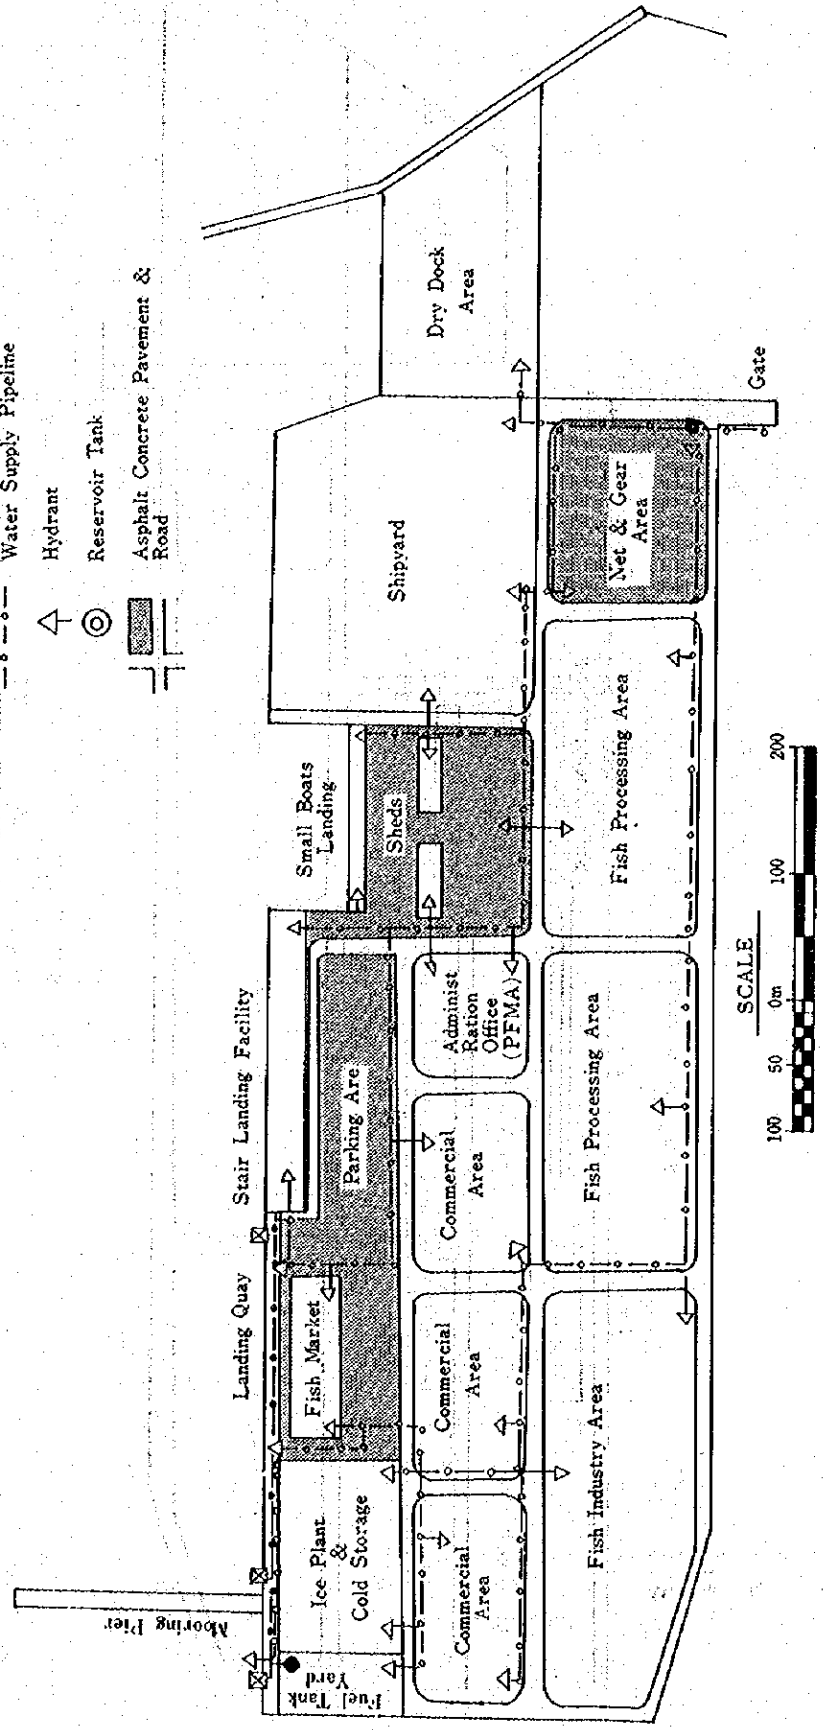 Water Supply Pipeline
Hydrant
Reservoir Tank
Asphalt Concrete Pavement &
Road
Mooring Pier
Landing Quay
Stair Landing Facility
Small Boats
Landing
Fuel Tank
Yard
Ice Plant
&
Cold Storage
Fish Market
Parking Are
Sheds
Shipyard
Dry Dock
Area
Commercial
Area
Commercial
Area
Commercial
Area
Administ
Ration
Office
(PFMA)
Fish Industry Area
Fish Processing Area
Fish Processing Area
Net & Gear
Area
Gate
SCALE
100 50 0m 100 200